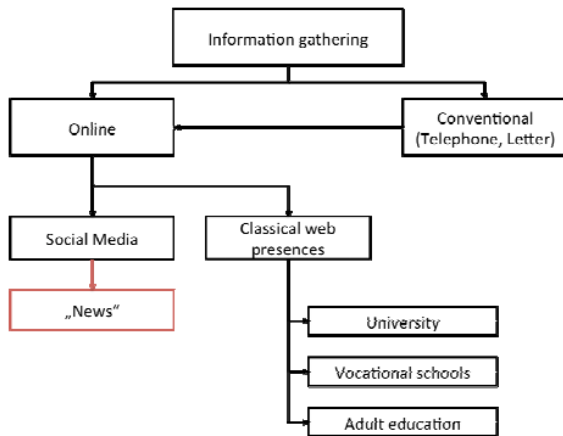 Information gathering
Online
Conventional
(Telephone, Letter)
Social Media
Classical web
presences
„News“
University
Vocational schools
Adult education